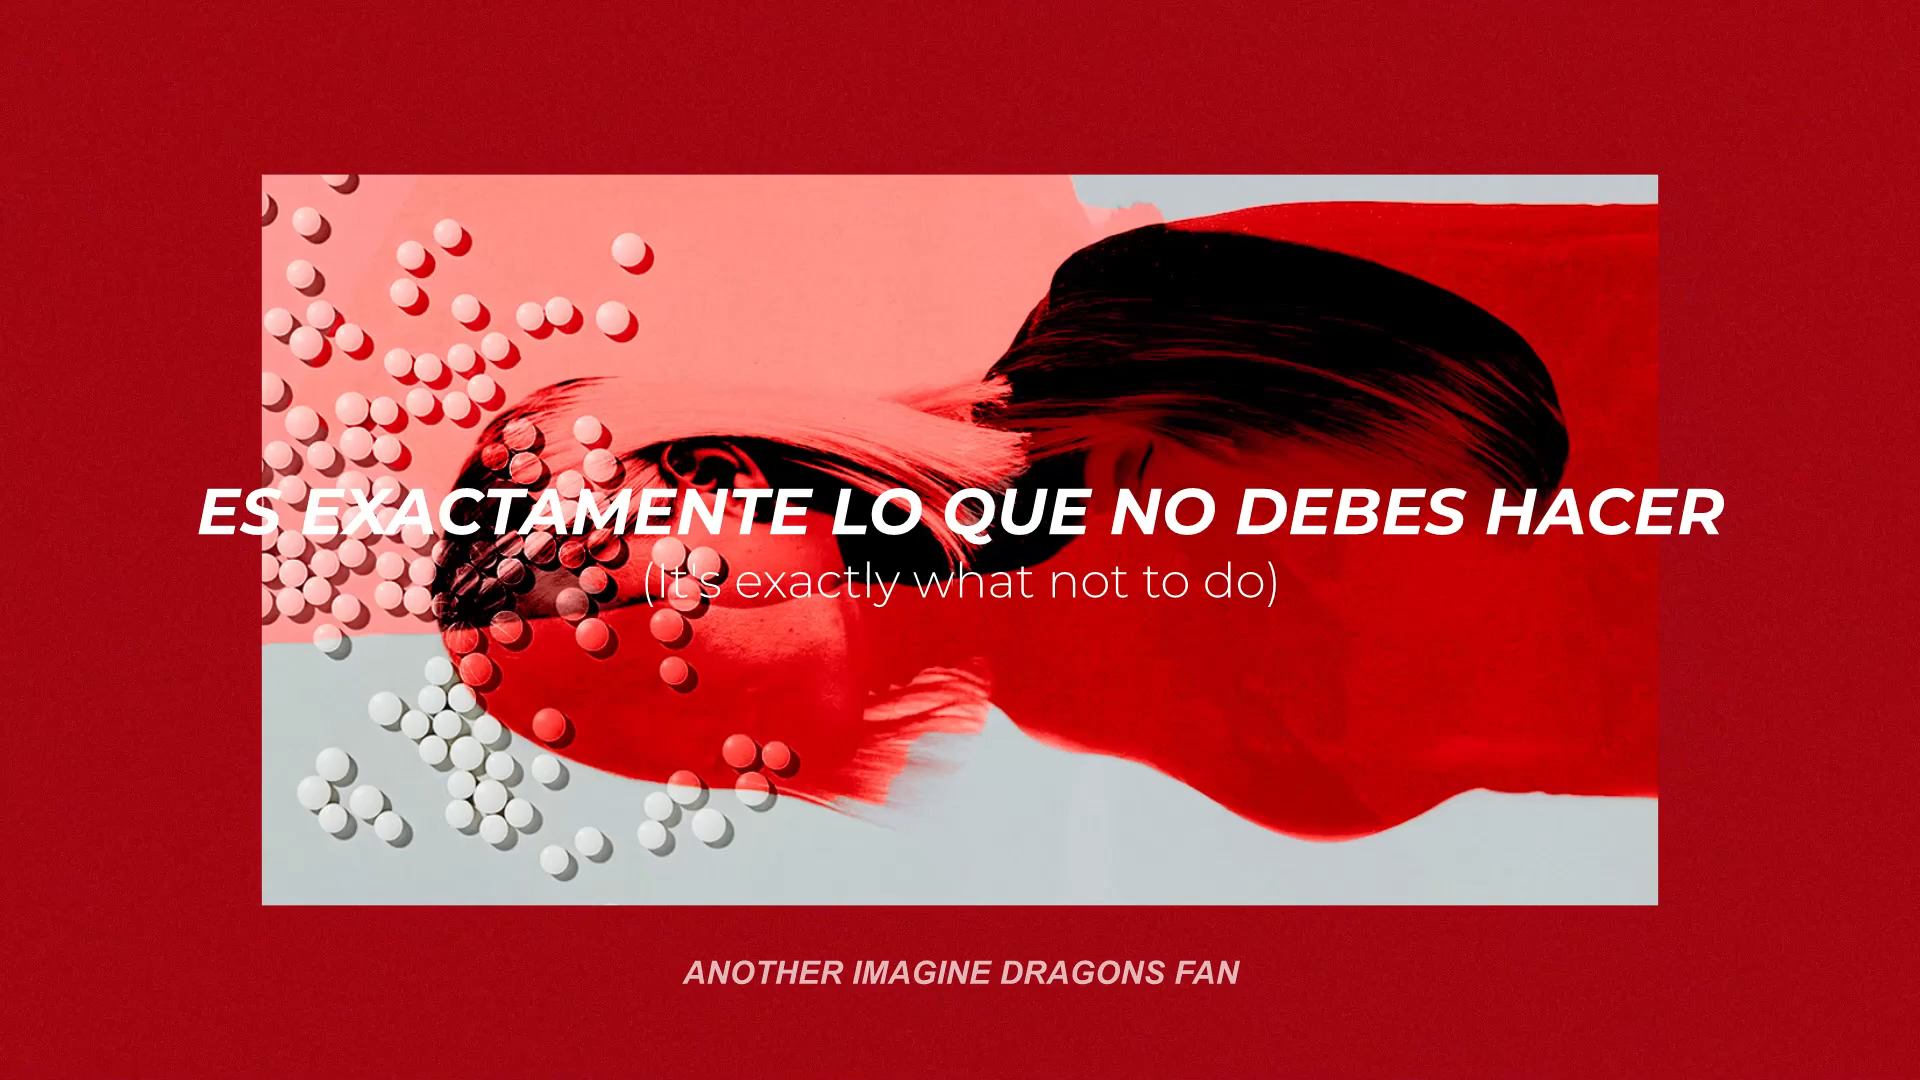 ES EXACTAMENTE LO QUE NO DEBES HACER
(It's exactly what not to do)
ANOTHER IMAGINE DRAGONS FAN